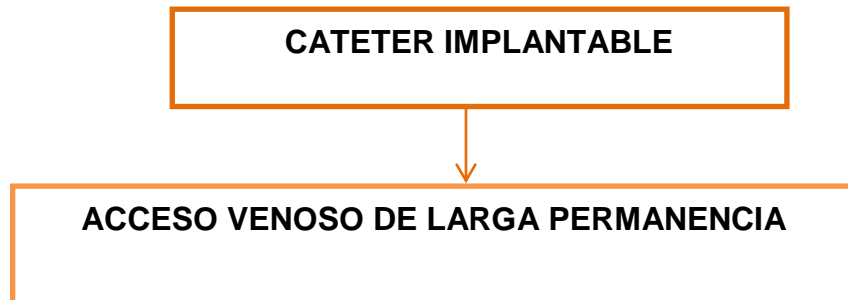 CATETER IMPLANTABLE
ACCESO VENOSO DE LARGA PERMANENCIA